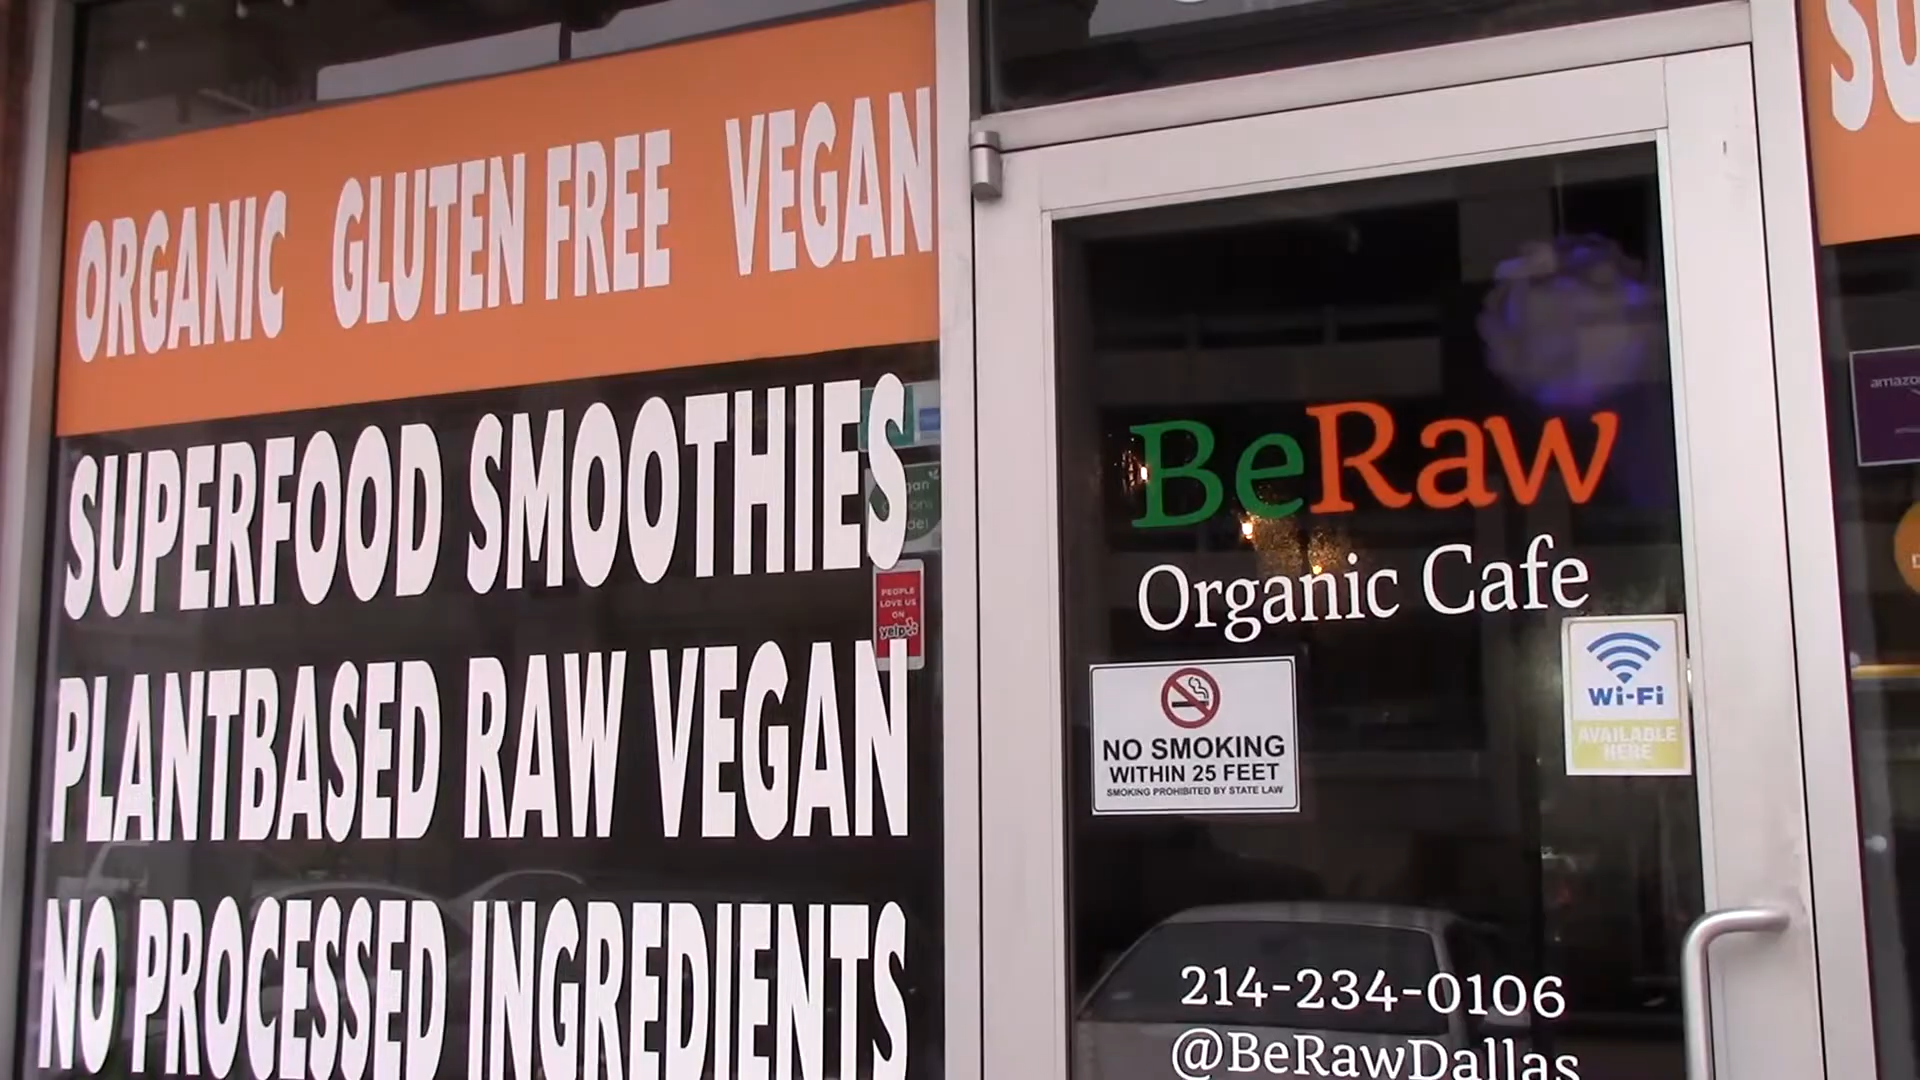 ORGANIC GLUTEN FREE VEGAN
SUPERFOOD SMOOTHIES
PLANTBASED RAW VEGAN
NO PROCESSED INGREDIENTS
PEOPLE
LOVE US
ON
yelp
BeRaw
Organic Cafe
NO SMOKING
WITHIN 25 FEET
SMOKING PROHIBITED BY STATE LAW
Wi-Fi
AVAILABLE
HERE
214-234-0106
@BeRawDallas
SU
amazon